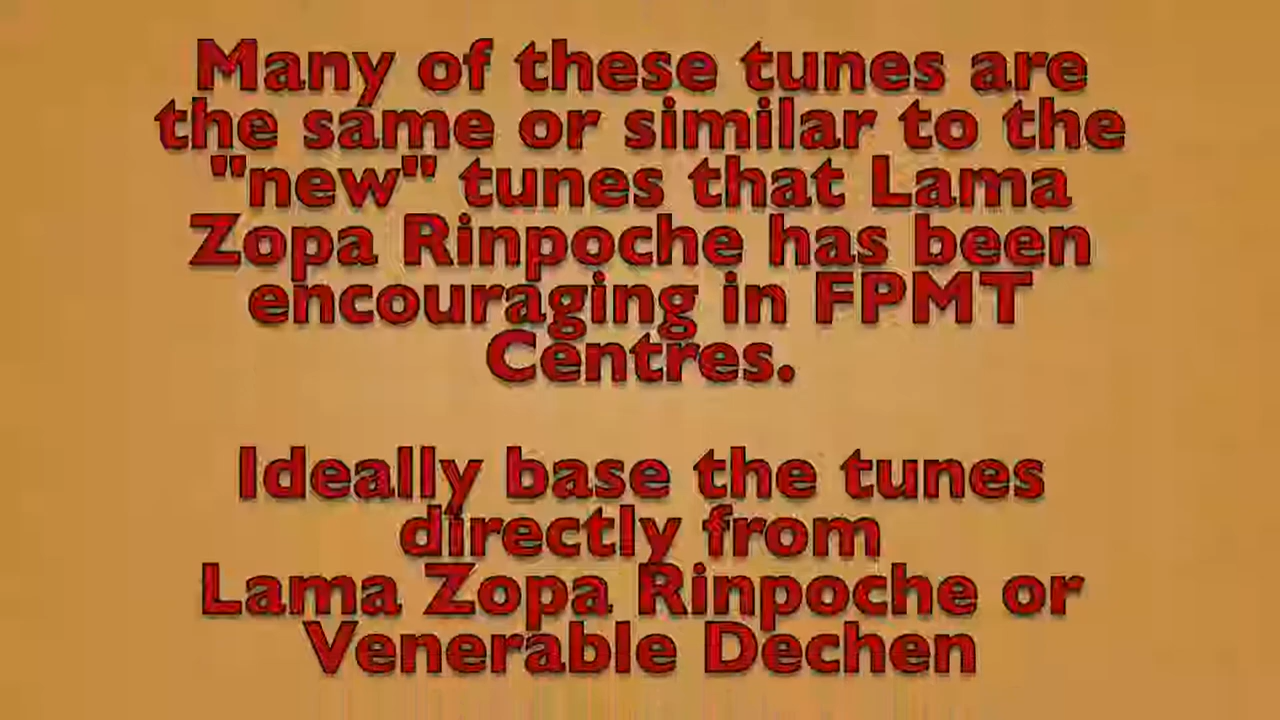 Many of these tunes are
the same or similar to the
"new" tunes that Lama
Zopa Rinpoche has been
encouraging in FPMT
Centres.
Ideally base the tunes
directly from
Lama Zopa Rinpoche or
Venerable Dechen